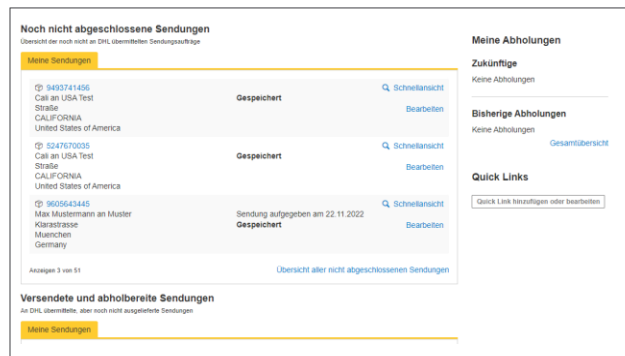 Noch nicht abgeschlossene Sendungen
Übersicht der noch nicht an DHL übermittelten Sendungsaufträge
Meine Sendungen
9493741456
Schnellansicht
Cali an USA Test
Gespeichert
Straße
Bearbeiten
CALIFORNIA
United States of America
5247670035
Schnellansicht
Cali an USA Test
Gespeichert
Straße
Bearbeiten
CALIFORNIA
United States of America
9605643445
Schnellansicht
Max Mustermann an Muster
Sendung aufgegeben am 22.11.2022
Klarastrasse
Gespeichert
Bearbeiten
Muenchen
Germany
Anzeigen 3 von 51
Übersicht aller nicht abgeschlossenen Sendungen
Versendete und abholbereite Sendungen
An DHL übermittelte, aber noch nicht ausgelieferte Sendungen
Meine Sendungen
Meine Abholungen
Zukünftige
Keine Abholungen
Bisherige Abholungen
Keine Abholungen
Gesamtübersicht
Quick Links
Quick Link hinzufügen oder bearbeiten